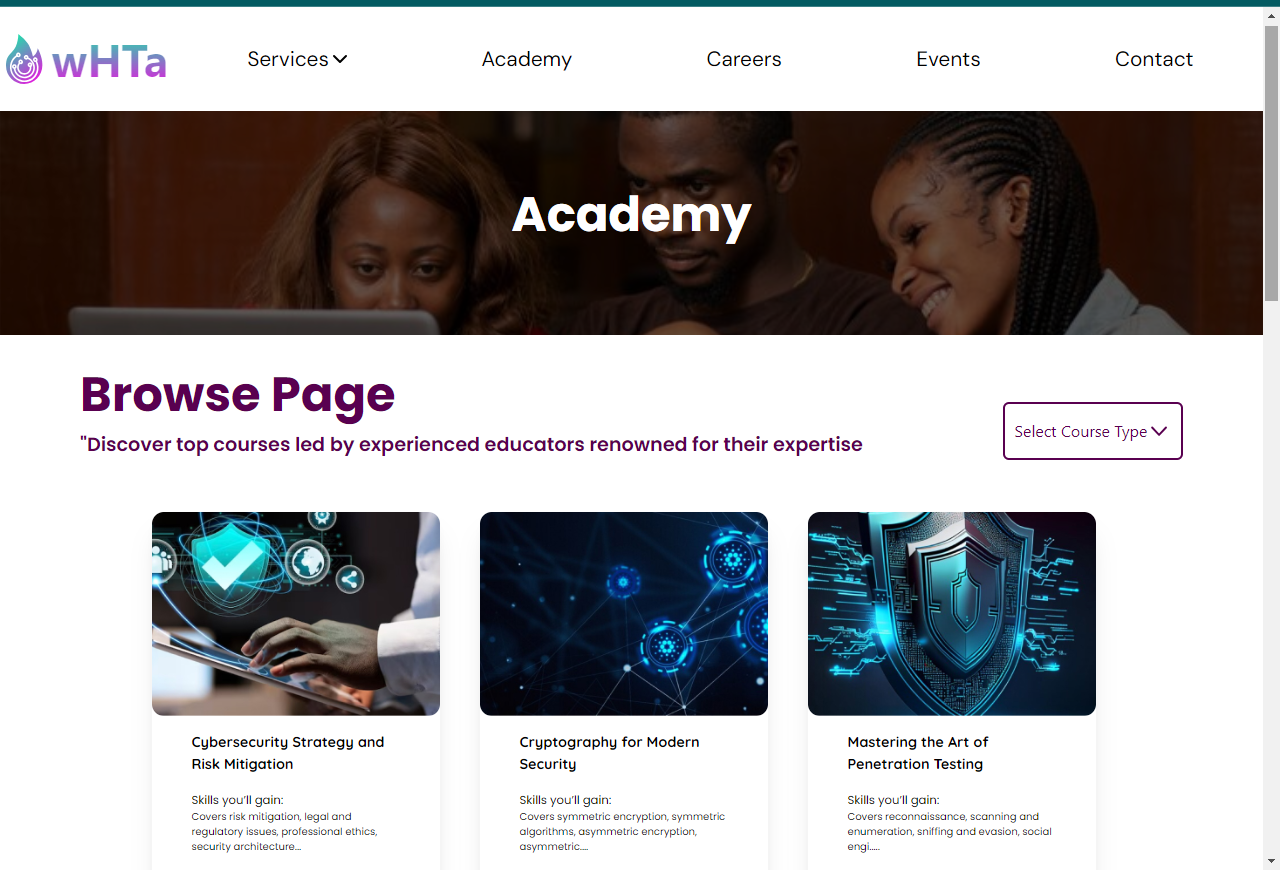 wHTa
Services
Academy
Careers
Events
Contact
Academy
Browse Page
"Discover top courses led by experienced educators renowned for their expertise
Select Course Type
Cybersecurity Strategy and
Risk Mitigation
Skills you’ll gain:
Covers risk mitigation, legal and
regulatory issues, professional ethics,
security architecture...
Cryptography for Modern
Security
Skills you’ll gain:
Covers symmetric encryption, symmetric
algorithms, asymmetric encryption,
asymmetric....
Mastering the Art of
Penetration Testing
Skills you’ll gain:
Covers reconnaissance, scanning and
enumeration, sniffing and evasion, social
engi.....